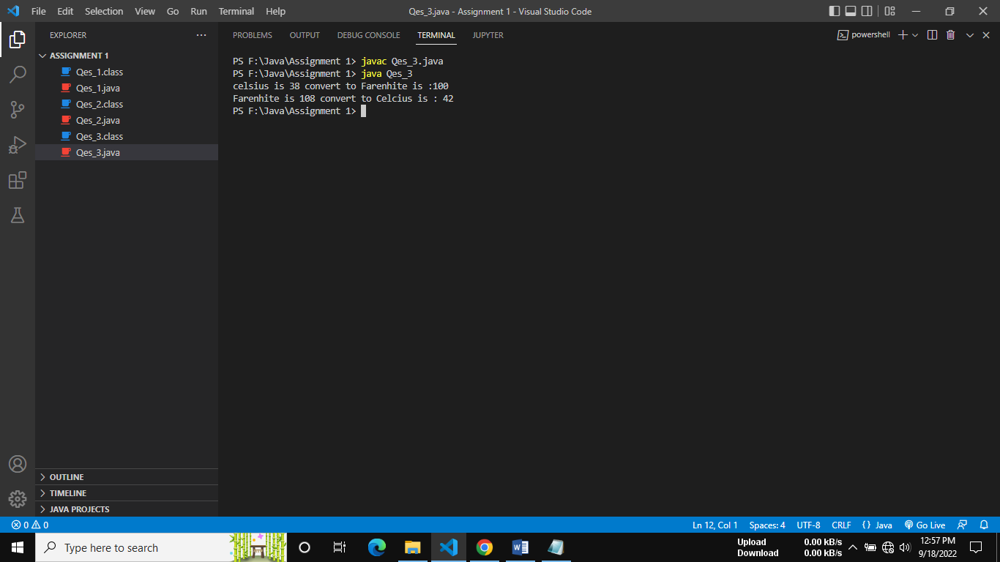 File Edit Selection View Go Run Terminal Help
Qes_3.java - Assignment 1 - Visual Studio Code
EXPLORER
ASSIGNMENT 1
Qes_1.class
Qes_1.java
Qes_2.class
Qes_2.java
Qes_3.class
Qes_3.java
OUTLINE
TIMELINE
JAVA PROJECTS
PROBLEMS OUTPUT DEBUG CONSOLE TERMINAL JUPYTER
powershell
PS F:\Java\Assignment 1> javac Qes_3.java
PS F:\Java\Assignment 1> java Qes_3
celsius is 38 convert to Farenhite is :100
Farenhite is 108 convert to Celcius is : 42
PS F:\Java\Assignment 1>
0 0
Ln 12, Col 1 Spaces: 4 UTF-8 CRLF {} Java Go Live
Type here to search
Upload 0.00 kB/s
Download 0.00 kB/s
12:57 PM
9/18/2022